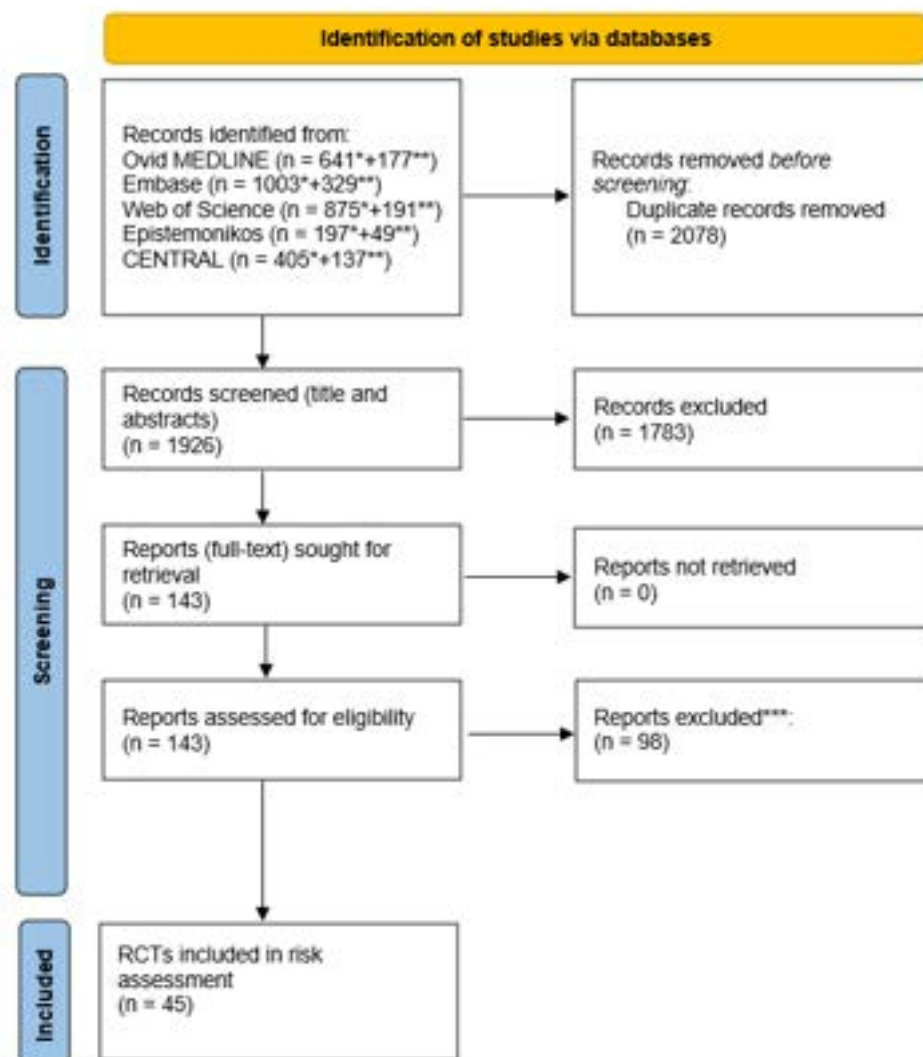 Identification of studies via databases
Identification
Records identified from:
Ovid MEDLINE (n = 641*+177**)
Embase (n = 1003*+329**)
Web of Science (n = 875*+191**)
Epistemonikos (n = 197*+49**)
CENTRAL (n = 405*+137**)
Records removed before
screening:
Duplicate records removed
(n = 2078)
Screening
Records screened (title and
abstracts)
(n = 1926)
Records excluded
(n = 1783)
Reports (full-text) sought for
retrieval
(n = 143)
Reports not retrieved
(n = 0)
Reports assessed for eligibility
(n = 143)
Reports excluded***:
(n = 98)
Included
RCTs included in risk
assessment
(n = 45)